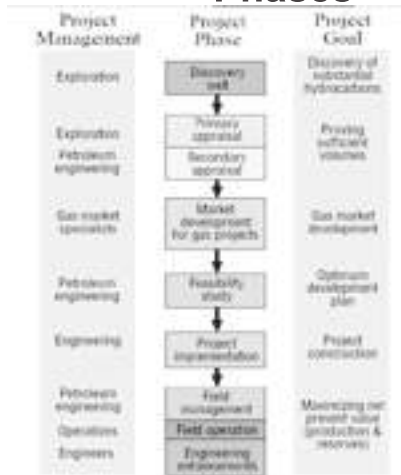 Phases
Project
Management
Project
Phase
Project
Goal
Exploration
Discovery
well
Discovery of
substantial
hydrocarbons
Exploration
Petroleum
engineering
Primary
appraisal
Secondary
appraisal
Proving
sufficient
volumes
Gas market
specialists
Market
development
for gas projects
Gas market
development
Petroleum
engineering
Feasibility
study
Optimum
development
plan
Engineering
Project
implementation
Project
construction
Petroleum
engineering
Operations
Engineers
Field
management
Field operation
Engineering
enhancements
Maximizing net
present value
(production &
reserves)